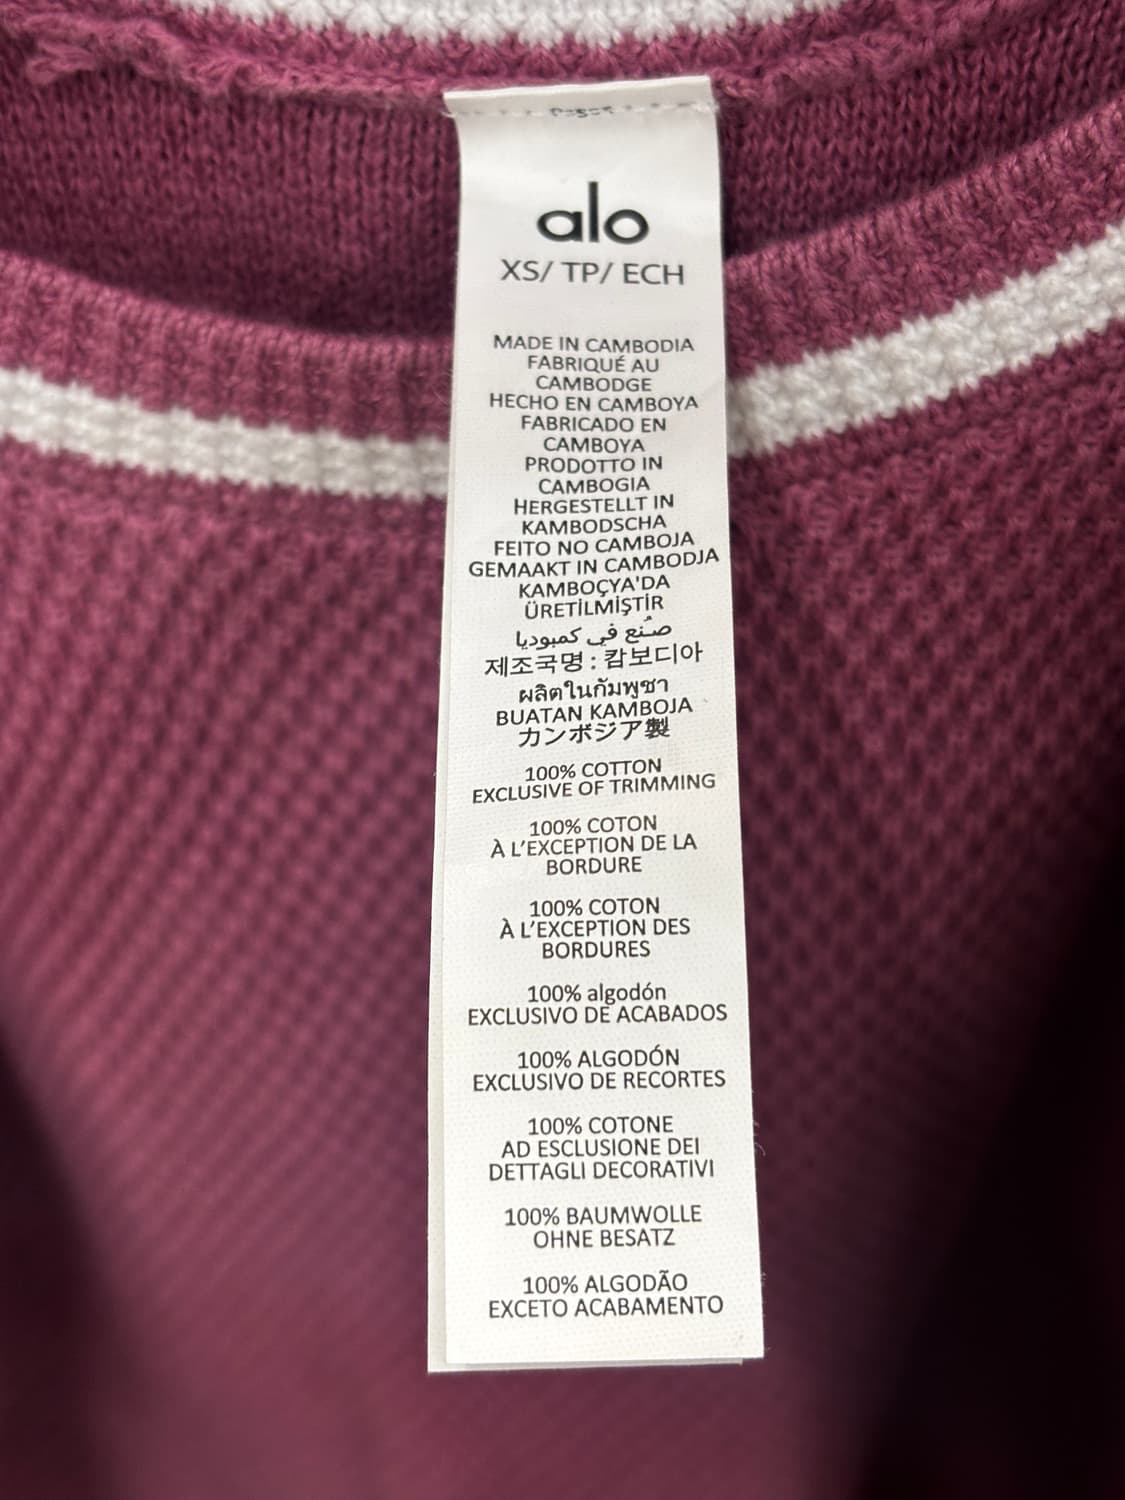 alo
XS/ TP/ ECH
MADE IN CAMBODIA
FABRIQUÉ AU
CAMBODGE
HECHO EN CAMBOYA
FABRICADO EN
CAMBOYA
PRODOTTO IN
CAMBOGIA
HERGESTELLT IN
KAMBODSCHA
FEITO NO CAMBOJA
GEMAAKT IN CAMBODJA
KAMBOÇYA'DA
ÜRETİLMİŞTİR
صُنع في كمبوديا
제조국명 : 캄보디아
ผลิตในกัมพูชา
BUATAN KAMBOJA
カンボジア製
100% COTTON
EXCLUSIVE OF TRIMMING
100% COTON
À L'EXCEPTION DE LA
BORDURE
100% COTON
À L'EXCEPTION DES
BORDURES
100% algodón
EXCLUSIVO DE ACABADOS
100% ALGODÓN
EXCLUSIVO DE RECORTES
100% COTONE
AD ESCLUSIONE DEI
DETTAGLI DECORATIVI
100% BAUMWOLLE
OHNE BESATZ
100% ALGODÃO
EXCETO ACABAMENTO